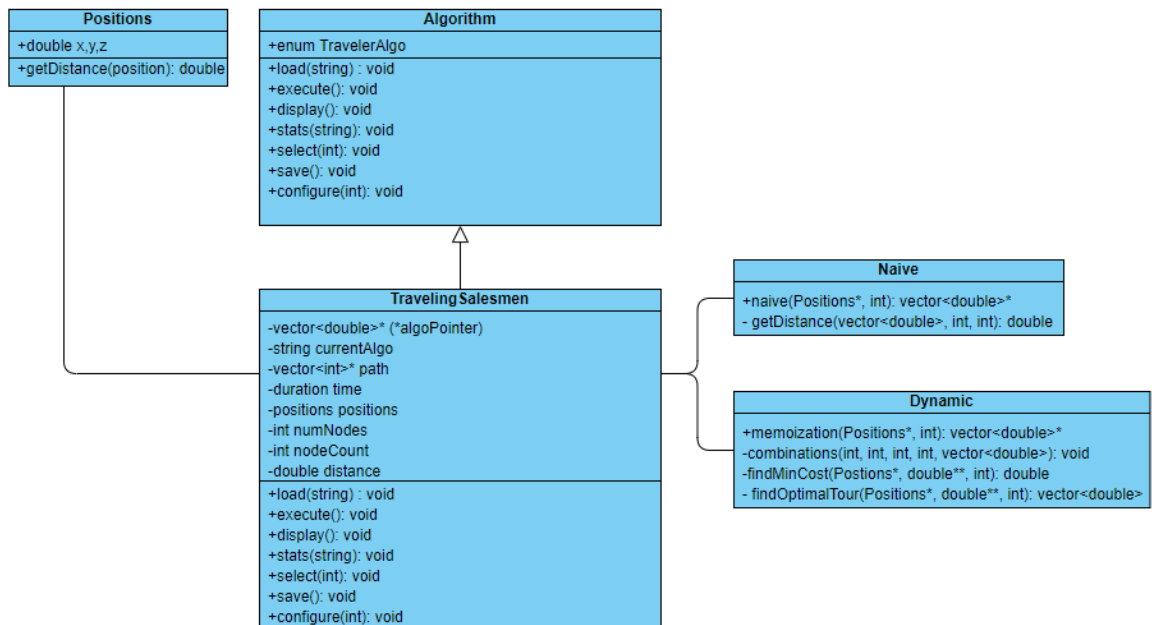 Positions
+double x,y,z
+getDistance(position): double
Algorithm
+enum TravelerAlgo
+load(string) : void
+execute(): void
+display(): void
+stats(string): void
+select(int): void
+save(): void
+configure(int): void
TravelingSalesmen
-vector<double>* (*algoPointer)
-string currentAlgo
-vector<int>* path
-duration time
-positions positions
-int numNodes
-int nodeCount
-double distance
+load(string) : void
+execute(): void
+display(): void
+stats(string): void
+select(int): void
+save(): void
+configure(int): void
Naive
+naive(Positions*, int): vector<double>*
- getDistance(vector<double>, int, int): double
Dynamic
+memoization(Positions*, int): vector<double>*
-combinations(int, int, int, int, vector<double>): void
-findMinCost(Postions*, double**, int): double
- findOptimalTour(Positions*, double**, int): vector<double>